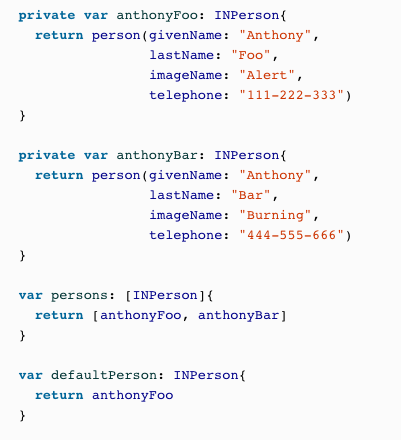 private var anthonyFoo: INPerson{
  return person(givenName: "Anthony",
                lastName: "Foo",
                imageName: "Alert",
                telephone: "111-222-333")
}

private var anthonyBar: INPerson{
  return person(givenName: "Anthony",
                lastName: "Bar",
                imageName: "Burning",
                telephone: "444-555-666")
}

var persons: [INPerson]{
  return [anthonyFoo, anthonyBar]
}

var defaultPerson: INPerson{
  return anthonyFoo
}